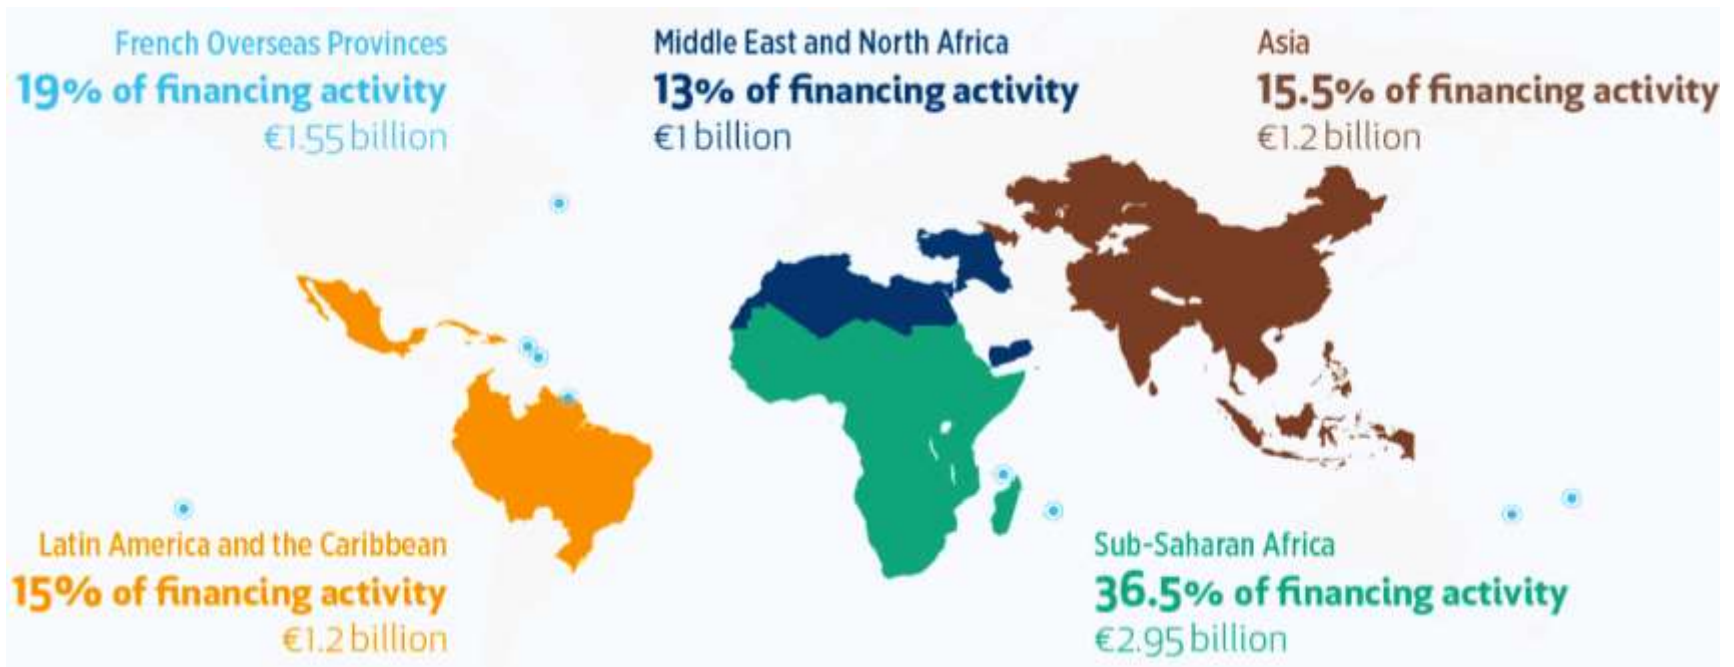 French Overseas Provinces
19% of financing activity
€1.55 billion
Middle East and North Africa
13% of financing activity
€1 billion
Asia
15.5% of financing activity
€1.2 billion
Latin America and the Caribbean
15% of financing activity
€1.2 billion
Sub-Saharan Africa
36.5% of financing activity
€2.95 billion